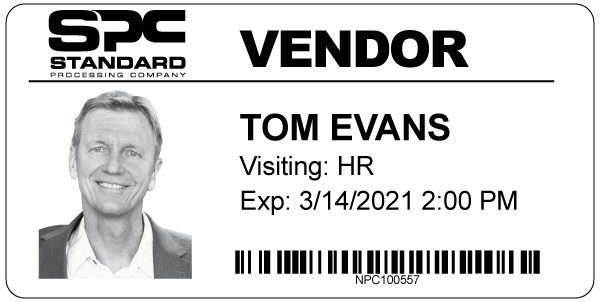 SPC
STANDARD
PROCESSING COMPANY
VENDOR
TOM EVANS
Visiting: HR
Exp: 3/14/2021 2:00 PM
NPC100557